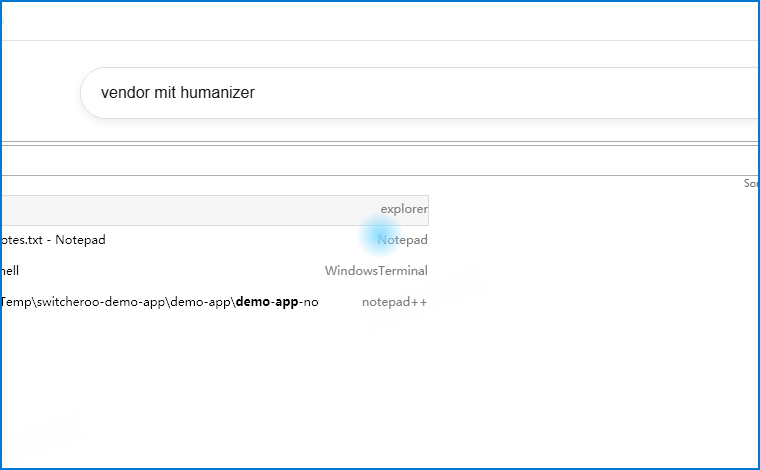 vendor mit humanizer
Sor
explorer
otes.txt - Notepad Notepad
hell WindowsTerminal
Temp\switcheroo-demo-app\demo-app\demo-app-no notepad++